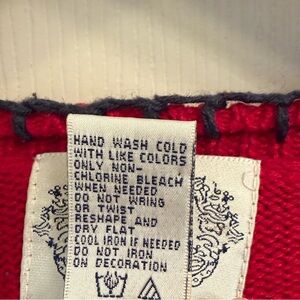 HAND WASH COLD
WITH LIKE COLORS
ONLY NON-
CHLORINE BLEACH
WHEN NEEDED
DO NOT WRING
OR TWIST
RESHAPE AND
DRY FLAT
COOL IRON IF NEEDED
DO NOT IRON
ON DECORATION